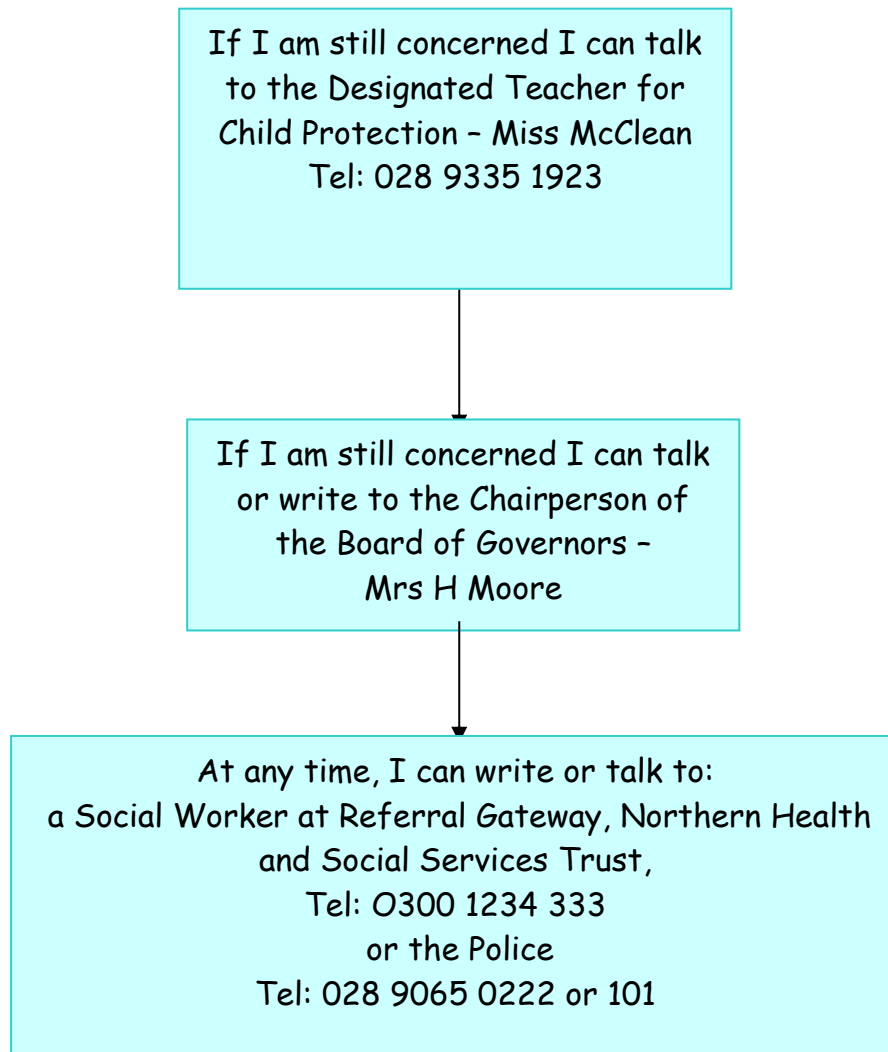 If I am still concerned I can talk
to the Designated Teacher for
Child Protection – Miss McClean
Tel: 028 9335 1923
If I am still concerned I can talk
or write to the Chairperson of
the Board of Governors –
Mrs H Moore
At any time, I can write or talk to:
a Social Worker at Referral Gateway, Northern Health
and Social Services Trust,
Tel: O300 1234 333
or the Police
Tel: 028 9065 0222 or 101